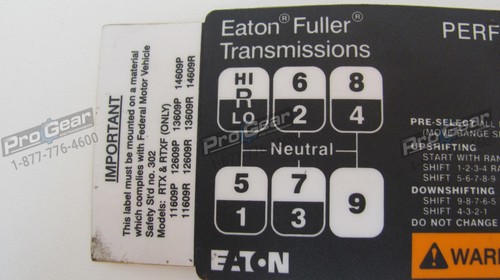 IMPORTANT
This label must be mounted on a material
which complies with Federal Motor Vehicle
Safety St'd no. 302
Models: RTX & RTXF (ONLY)
11609P 12609P 13609P 14609P
11609R 12609R 13609R 14609R
Eaton® Fuller®
Transmissions
HI 6 8
R
LO 2 4
Neutral
5 7 9
1 3
EATON
PERF
PRE-SELECT
(MOVE RANGE S
UPSHIFTING
START WITH RA
SHIFT 1-2-3-4 RA
SHIFT 5-6-7-8-9
DOWNSHIFTING
SHIFT 9-8-7-6-5
SHIFT 4-3-2-1
DO NOT CHANGE
WAR
Pro Gear
1-877-776-4600
Pro Gear
Pro Gear